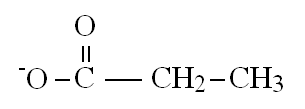 O
⁻O – C — CH₂ – CH₃